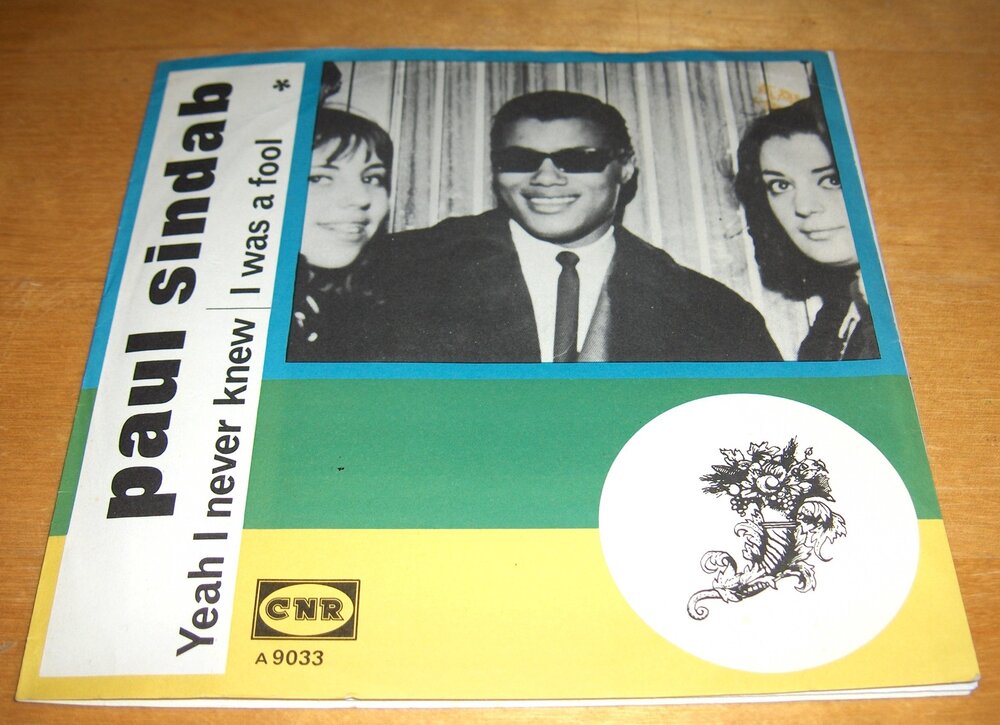 paul sindab *
Yeah I never knew | I was a fool
CNR
A 9033